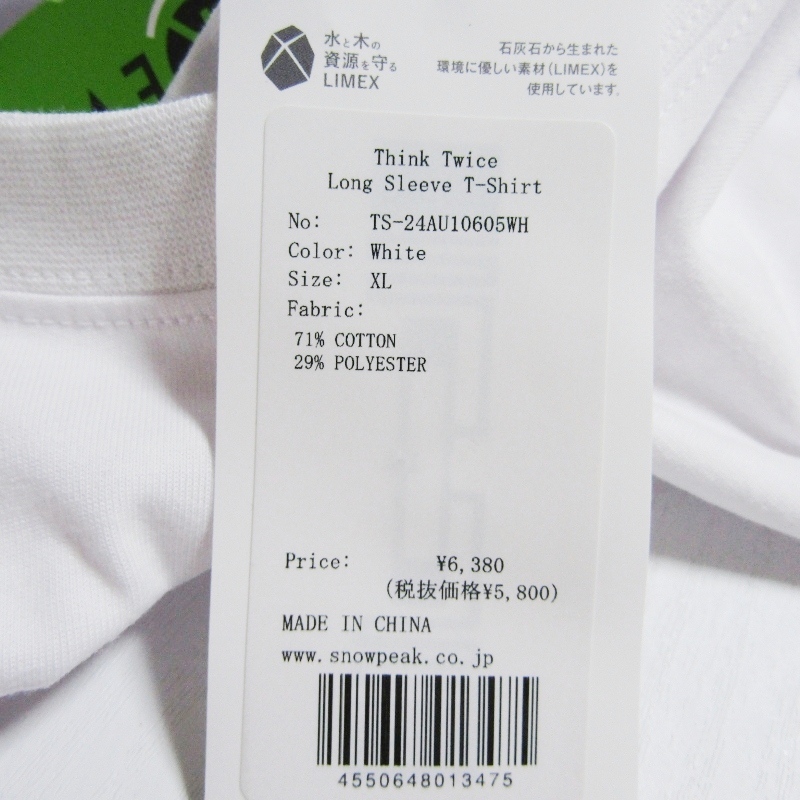 水と木の
資源を守る
LIMEX
石灰石から生まれた
環境に優しい素材(LIMEX)を
使用しています。
Think Twice
Long Sleeve T-Shirt
No: TS-24AU10605WH
Color: White
Size: XL
Fabric:
71% COTTON
29% POLYESTER
Price: ¥6,380
(税抜価格¥5,800)
MADE IN CHINA
www.snowpeak.co.jp
4550648013475